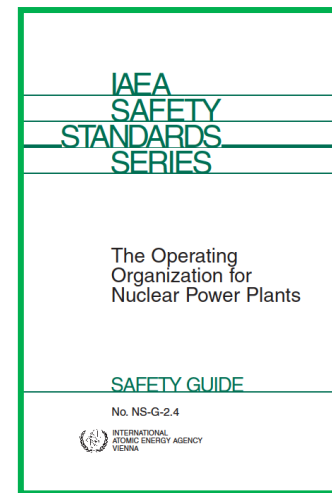 IAEA
SAFETY
STANDARDS
SERIES
The Operating
Organization for
Nuclear Power Plants
SAFETY GUIDE
No. NS-G-2.4
INTERNATIONAL
ATOMIC ENERGY AGENCY
VIENNA